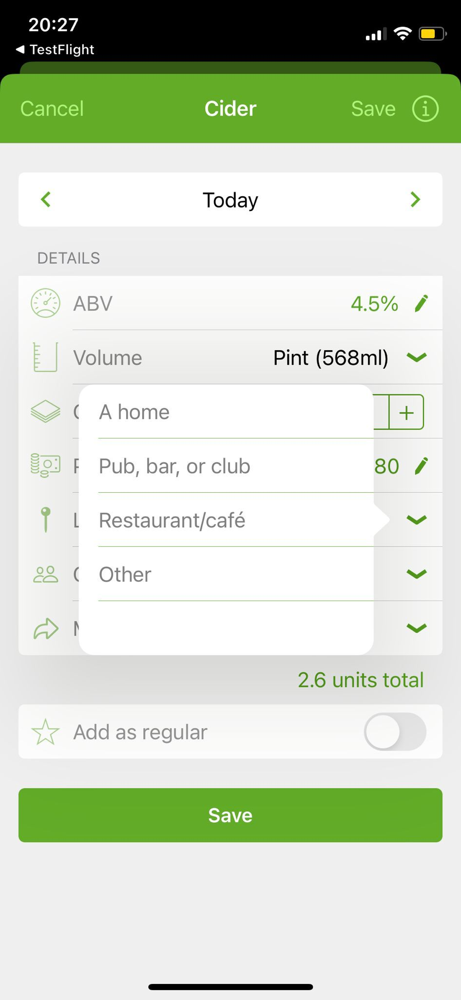 20:27
TestFlight
Cancel Cider Save
Today
DETAILS
ABV 4.5%
Volume Pint (568ml)
A home
+
Pub, bar, or club
80
Restaurant/café
Other
2.6 units total
Add as regular
Save